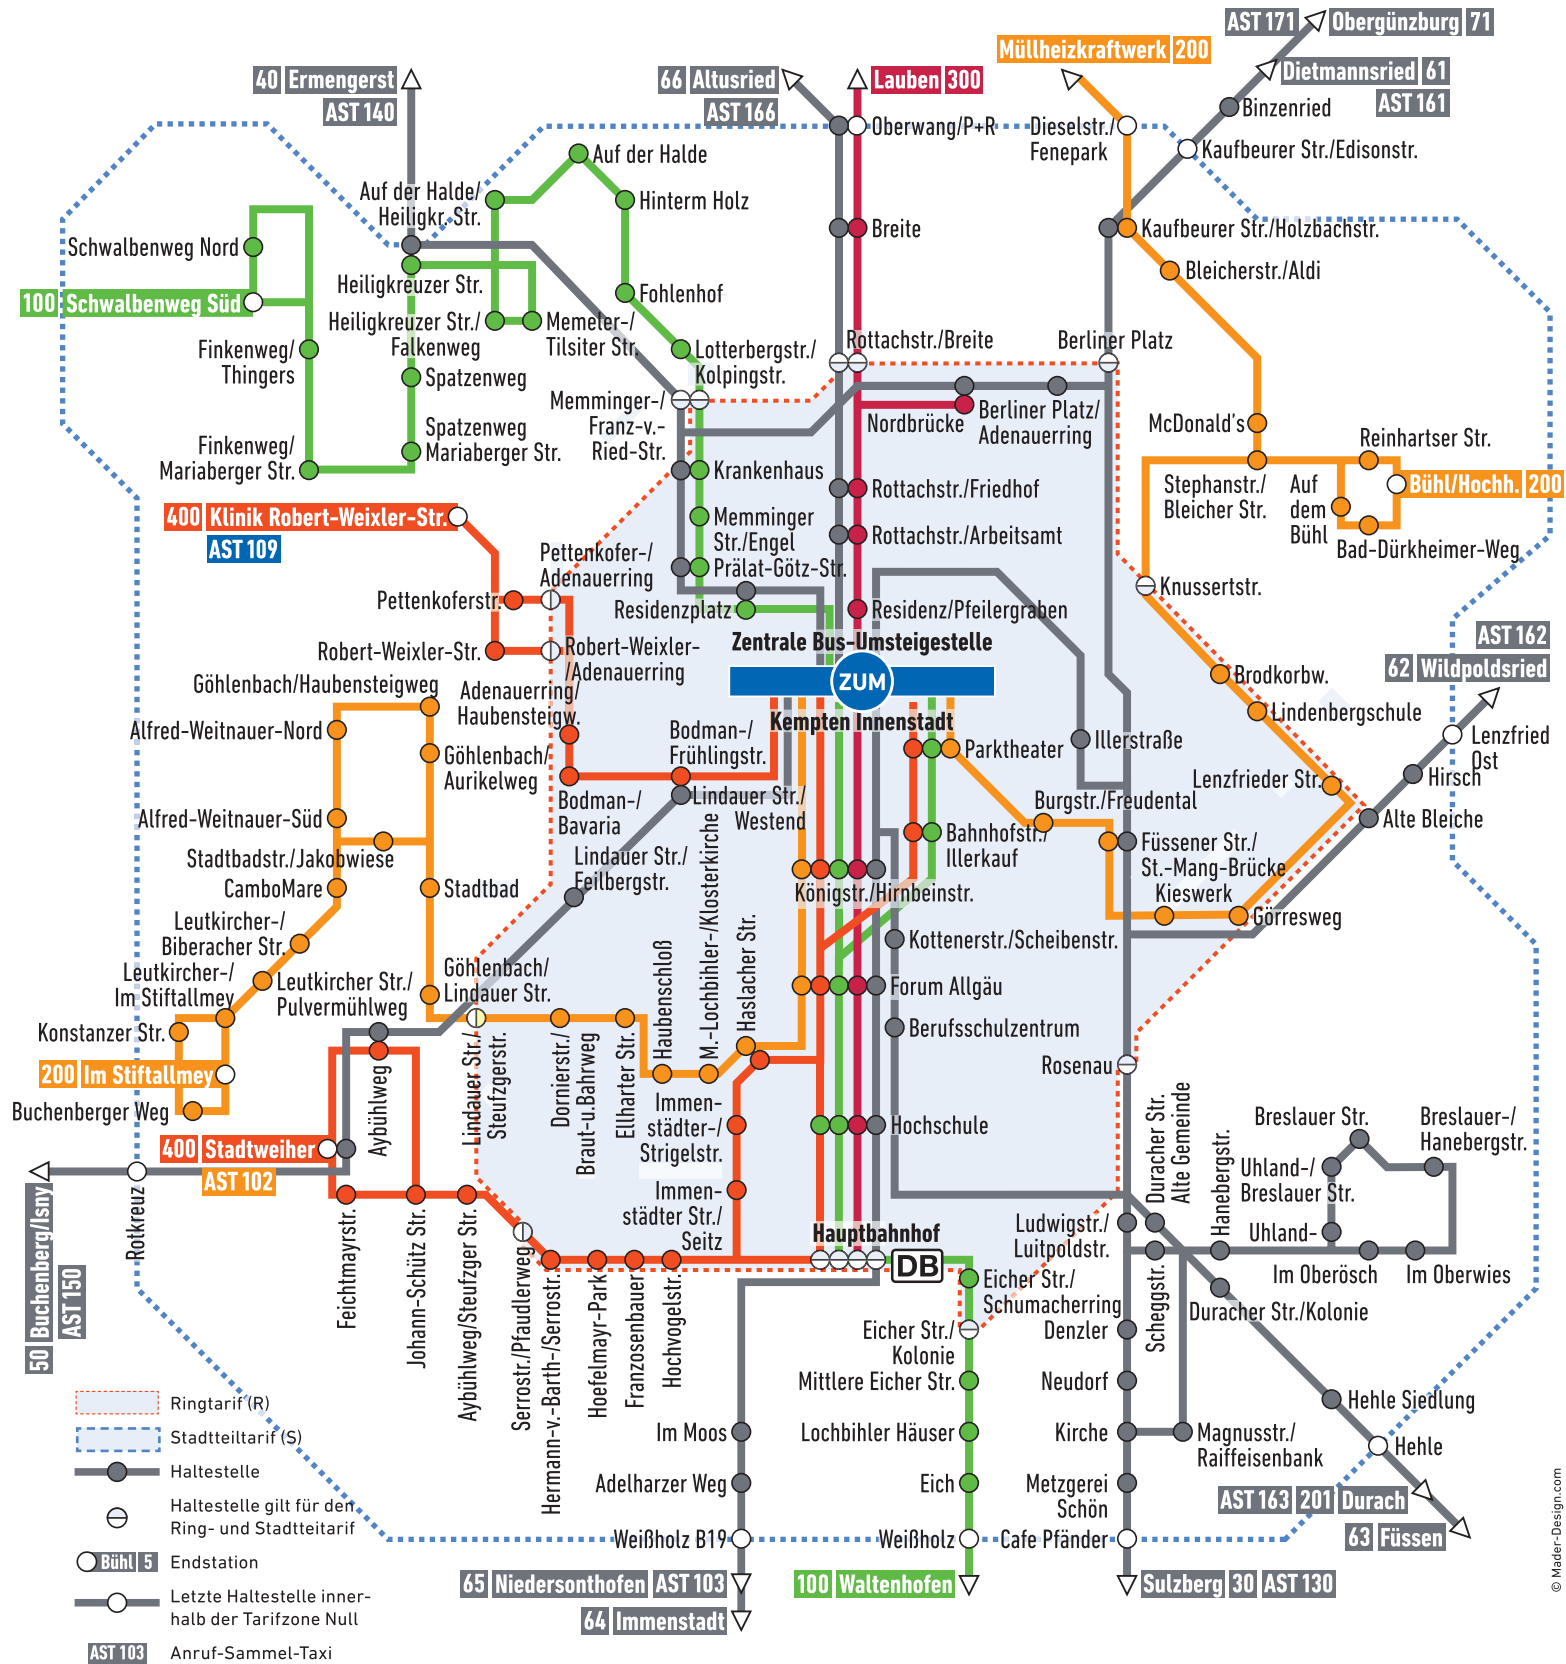 AST 171
Obergünzburg 71
Müllheizkraftwerk 200
40 Ermengerst
AST 140
66 Altusried
AST 166
Lauben 300
Dietmannsried 61
AST 161
Binzenried
Oberwang/P+R
Dieselstr./
Fenepark
Kaufbeurer Str./Edisonstr.
Auf der Halde
Auf der Halde/
Heiligkr. Str.
Hinterm Holz
Breite
Kaufbeurer Str./Holzbachstr.
Schwalbenweg Nord
Bleicherstr./Aldi
Heiligkreuzer Str.
Fohlenhof
100 Schwalbenweg Süd
Heiligkreuzer Str./
Falkenweg
Memeler-/
Tilsiter Str.
Rottachstr./Breite
Berliner Platz
Finkenweg/
Thingers
Lotterbergstr./
Kolpingstr.
Spatzenweg
Memminger-/
Franz-v.-
Ried-Str.
Nordbrücke
Berliner Platz/
Adenauerring
McDonald's
Spatzenweg
Mariaberger Str.
Reinhartser Str.
Finkenweg/
Mariaberger Str.
Krankenhaus
Rottachstr./Friedhof
Stephanstr./
Bleicher Str.
Auf
dem
Bühl
Bühl/Hochh. 200
400 Klinik Robert-Weixler-Str.
AST 109
Memminger
Str./Engel
Rottachstr./Arbeitsamt
Bad-Dürkheimer-Weg
Pettenkofer-/
Adenauerring
Prälat-Götz-Str.
Knussertstr.
Pettenkoferstr.
Residenzplatz
Residenz/Pfeilergraben
AST 162
62 Wildpoldsried
Robert-Weixler-Str.
Robert-Weixler-
Adenauerring
Zentrale Bus-Umsteigestelle
ZUM
Kempten Innenstadt
Brodkorbw.
Göhlenbach/Haubensteigweg
Adenauerring/
Haubensteigw.
Lindenbergschule
Alfred-Weitnauer-Nord
Bodman-/
Frühlingstr.
Parktheater
Illerstraße
Lenzfried
Ost
Göhlenbach/
Aurikelweg
Lenzfrieder Str.
Hirsch
Bodman-/
Bavaria
Lindauer Str./
Westend
Burgstr./Freudental
Alfred-Weitnauer-Süd
Alte Bleiche
Bahnhofstr./
Illerkauf
Füssener Str./
St.-Mang-Brücke
Stadtbadstr./Jakobwiese
Lindauer Str./
Feilbergstr.
CamboMare
Stadtbad
Königstr./Hirnbeinstr.
Kieswerk
Görresweg
Leutkircher-/
Biberacher Str.
M.-Lochbihler-/Klosterkirche
Kottenerstr./Scheibenstr.
Leutkircher-/
Im Stiftallmey
Leutkircher Str./
Pulvermühlweg
Göhlenbach/
Lindauer Str.
Haubenschloß
Haslacher Str.
Forum Allgäu
Konstanzer Str.
Berufsschulzentrum
200 Im Stiftallmey
Rosenau
Buchenberger Weg
Aybühlweg
Lindauer Str./
Steufzgerstr.
Dornierstr./
Braut-u.Bahrweg
Ellharter Str.
Immen-
städter-/
Strigelstr.
Hochschule
Duracher Str.
Alte Gemeinde
Breslauer Str.
Breslauer-/
Hanebergstr.
400 Stadtweiher
AST 102
Hanebergstr.
Uhland-/
Breslauer Str.
Rotkreuz
50 Buchenberg/Isny
AST 150
Immen-
städter Str./
Seitz
Hauptbahnhof
DB
Ludwigstr./
Luitpoldstr.
Uhland-
Feichtmayrstr.
Johann-Schütz Str.
Aybühlweg/Steufzger Str.
Serrostr./Pfaudlerweg
Hermann-v.-Barth-/Serrostr.
Hoefelmayr-Park
Franzosenbauer
Hochvogelstr.
Eicher Str./
Schumacherring
Scheggstr.
Im Oberösch
Im Oberwies
Duracher Str./Kolonie
Eicher Str./
Kolonie
Denzler
Mittlere Eicher Str.
Neudorf
Hehle Siedlung
Im Moos
Lochbihler Häuser
Kirche
Magnusstr./
Raiffeisenbank
Hehle
Adelharzer Weg
Eich
Metzgerei
Schön
AST 163 201 Durach
63 Füssen
Weißholz B19
Weißholz
Cafe Pfänder
65 Niedersonthofen AST 103
64 Immenstadt
100 Waltenhofen
Sulzberg 30 AST 130
Ringtarif (R)
Stadtteiltarif (S)
Haltestelle
Haltestelle gilt für den
Ring- und Stadtteitarif
Bühl 5 Endstation
Letzte Haltestelle inner-
halb der Tarifzone Null
AST 103 Anruf-Sammel-Taxi
© Mader-Design.com